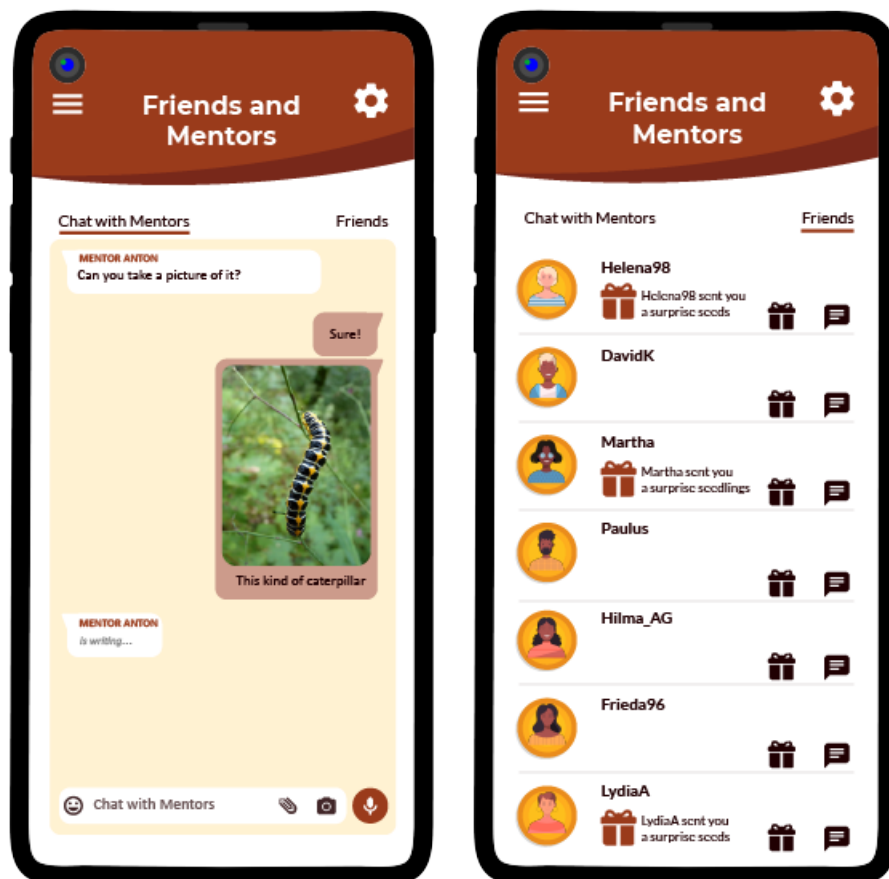 Friends and
Mentors
Chat with Mentors
Friends
MENTOR ANTON
Can you take a picture of it?
Sure!
This kind of caterpillar
MENTOR ANTON
is writing...
Chat with Mentors
Friends and
Mentors
Chat with Mentors
Friends
Helena98
Helena98 sent you
a surprise seeds
DavidK
Martha
Martha sent you
a surprise seedlings
Paulus
Hilma_AG
Frieda96
LydiaA
LydiaA sent you
a surprise seeds